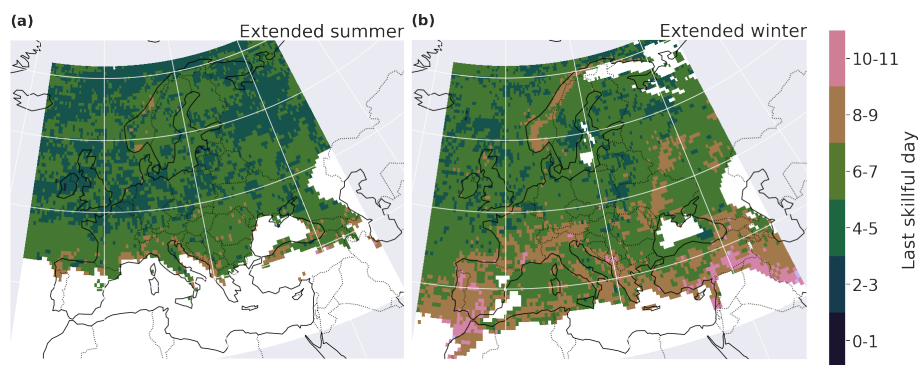 (a)
Extended summer
(b)
Extended winter
10-11
8-9
6-7
4-5
2-3
0-1
Last skillful day